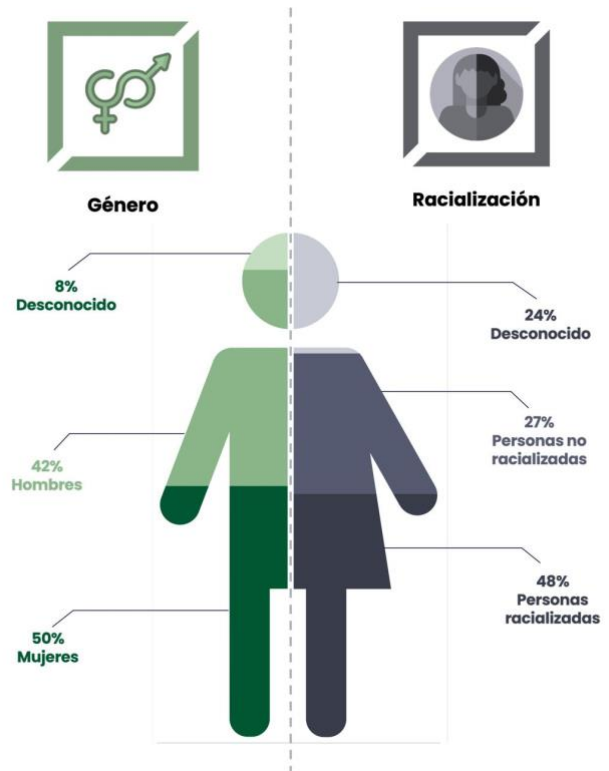 Género
8%
Desconocido
42%
Hombres
50%
Mujeres
Racialización
24%
Desconocido
27%
Personas no
racializadas
48%
Personas
racializadas